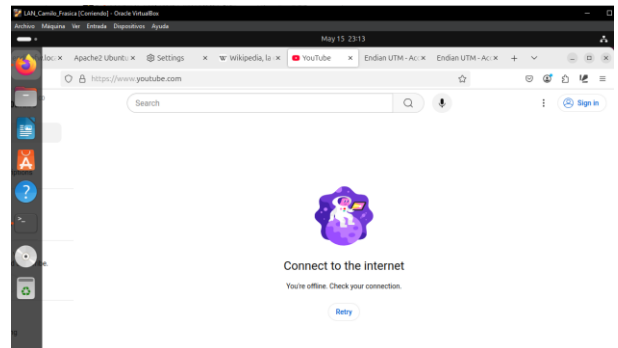 LAN_Camilo_Frasica [Corriendo] - Oracle VirtualBox
Archivo Máquina Ver Entrada Dispositivos Ayuda
May 15 23:13
Apache2 Ubuntu Settings Wikipedia, la YouTube Endian UTM - Acc Endian UTM - Acc
https://www.youtube.com
Search
Sign in
Connect to the internet
You're offline. Check your connection.
Retry